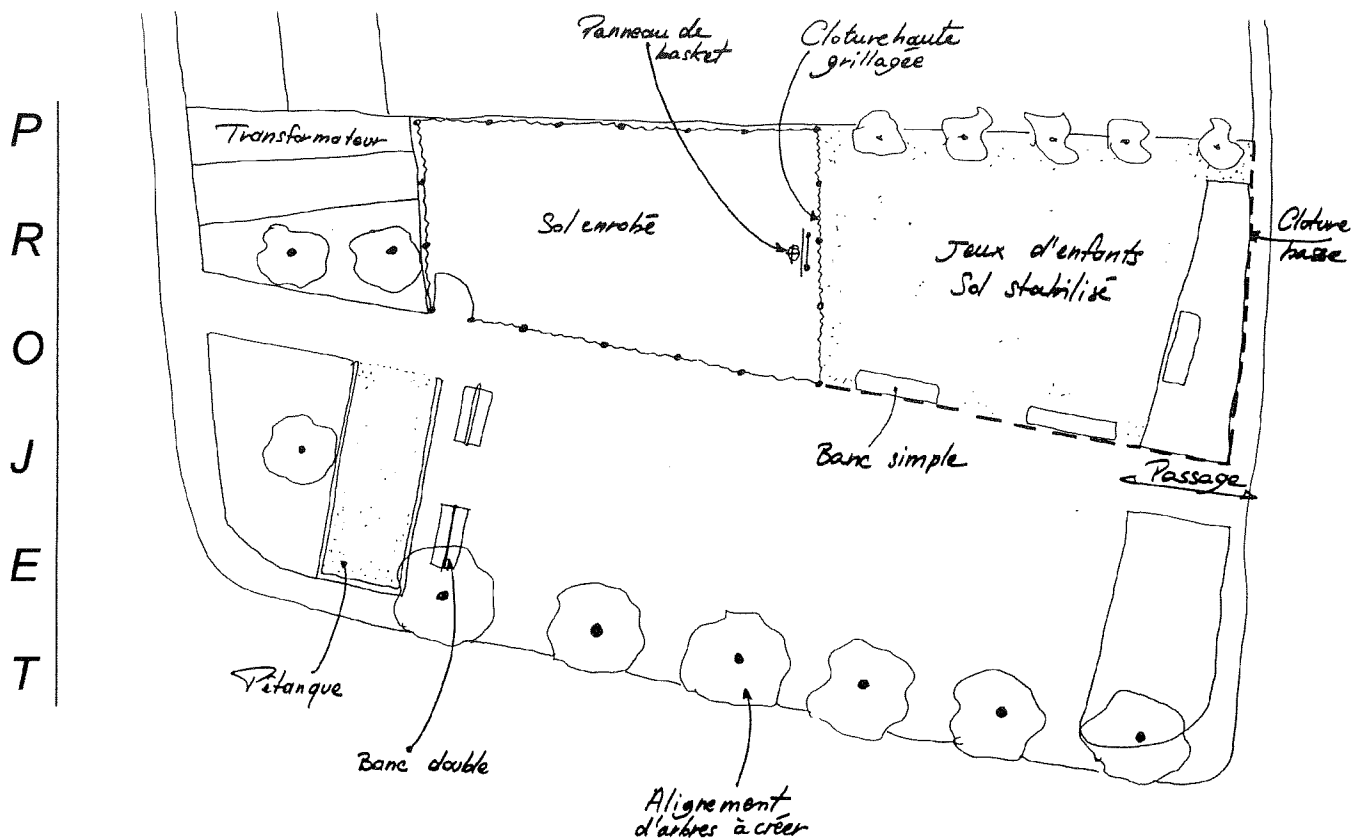 PROJET
Panneau de
basket
Cloture haute
grillagée
Transformateur
Sol enrobé
Jeux d'enfants
Sol stabilisé
Cloture
basse
Banc simple
Passage
Pétanque
Banc double
Alignement
d'arbres à créer